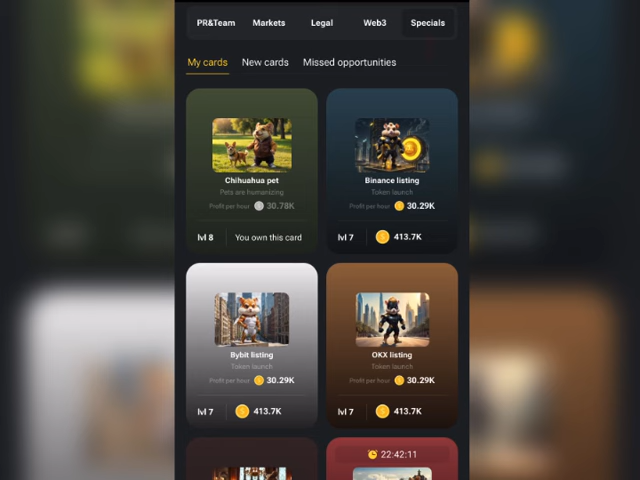 PR&Team Markets Legal Web3 Specials
My cards New cards Missed opportunities
Chihuahua pet
Pets are humanizing
Profit per hour 30.78K
lvl 8 You own this card
Binance listing
Token launch
Profit per hour 30.29K
lvl 7 413.7K
Bybit listing
Token launch
Profit per hour 30.29K
lvl 7 413.7K
OKX listing
Token launch
Profit per hour 30.29K
lvl 7 413.7K
22:42:11